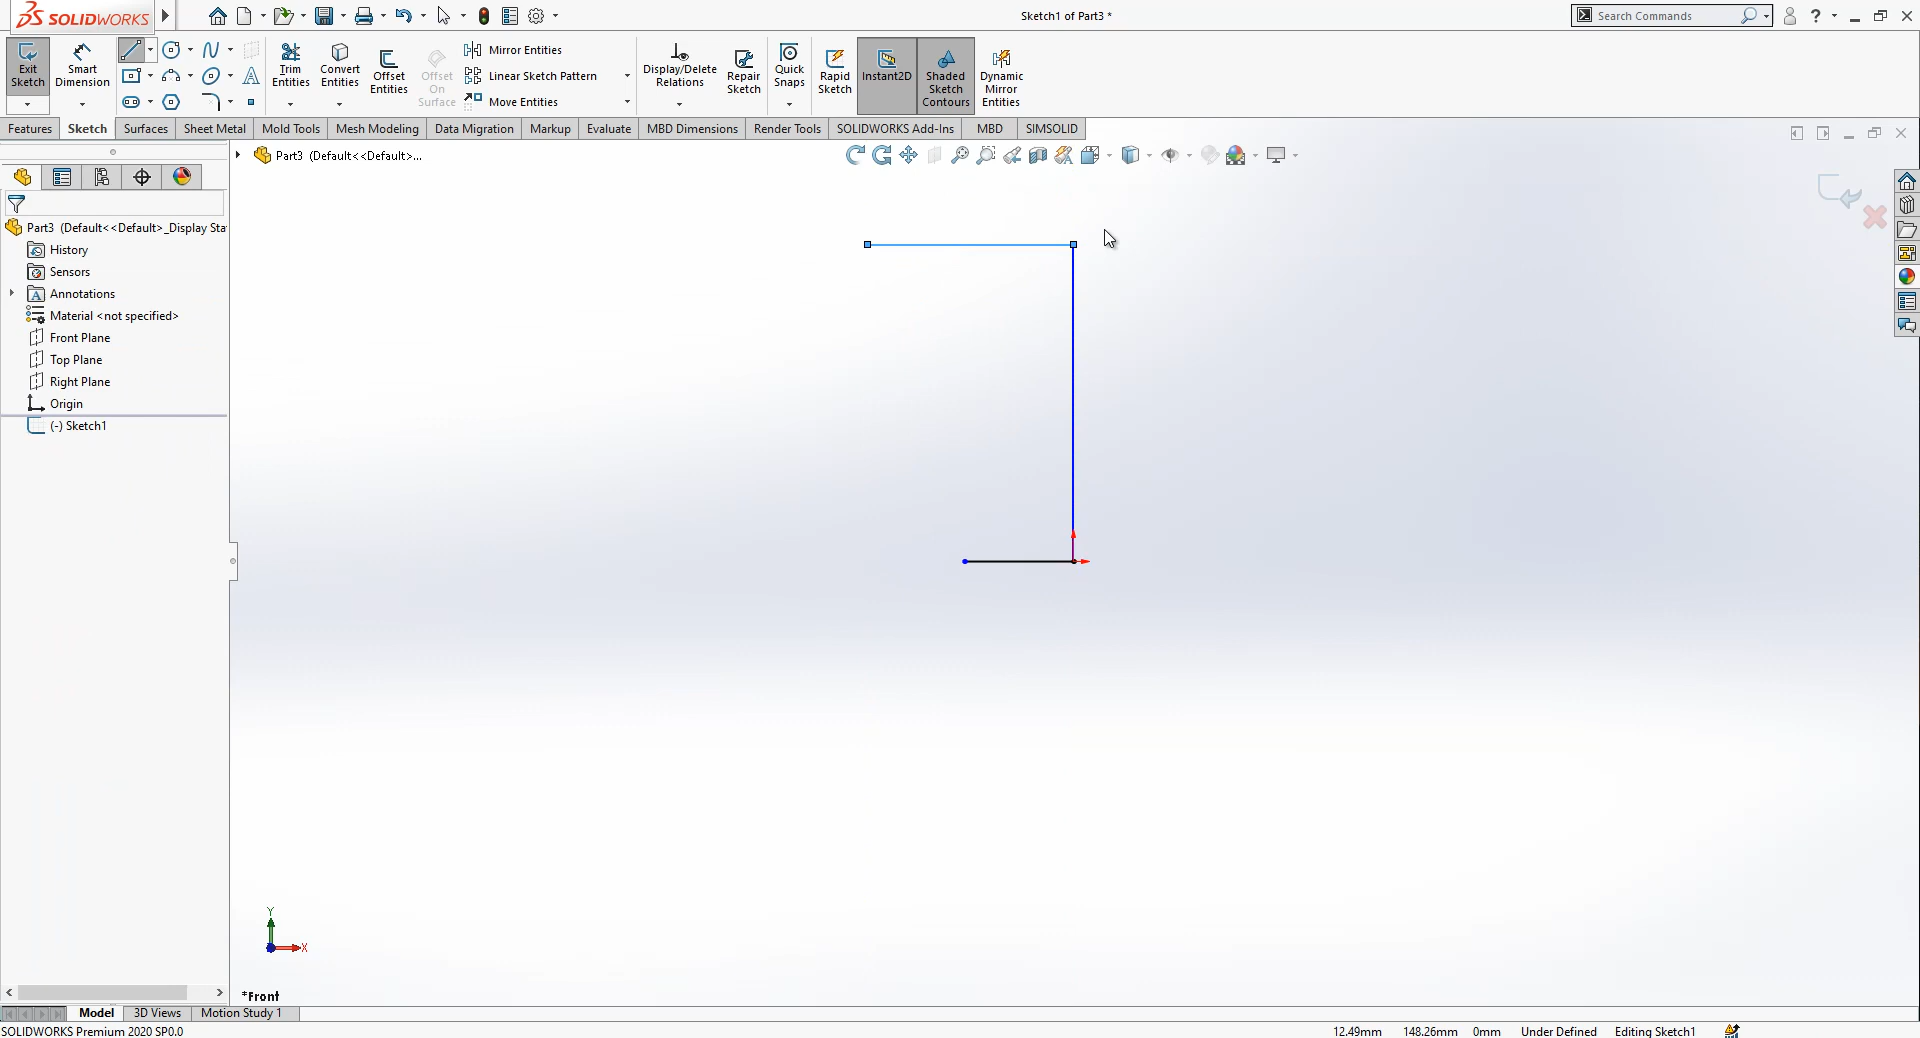 SOLIDWORKS
Sketch1 of Part3 *
Search Commands
?
Exit Sketch
Smart Dimension
Trim Entities
Convert Entities
Offset Entities
Offset On Surface
Mirror Entities
Linear Sketch Pattern
Move Entities
Display/Delete Relations
Repair Sketch
Quick Snaps
Rapid Sketch
Instant2D
Shaded Sketch Contours
Dynamic Mirror Entities
Features Sketch Surfaces Sheet Metal Mold Tools Mesh Modeling Data Migration Markup Evaluate MBD Dimensions Render Tools SOLIDWORKS Add-Ins MBD SIMSOLID
Part3 (Default<<Default>...
Part3 (Default<<Default>_Display Sta
History
Sensors
Annotations
Material <not specified>
Front Plane
Top Plane
Right Plane
Origin
(-) Sketch1
Y
X
*Front
Model 3D Views Motion Study 1
SOLIDWORKS Premium 2020 SP0.0
12.49mm 148.26mm 0mm Under Defined Editing Sketch1